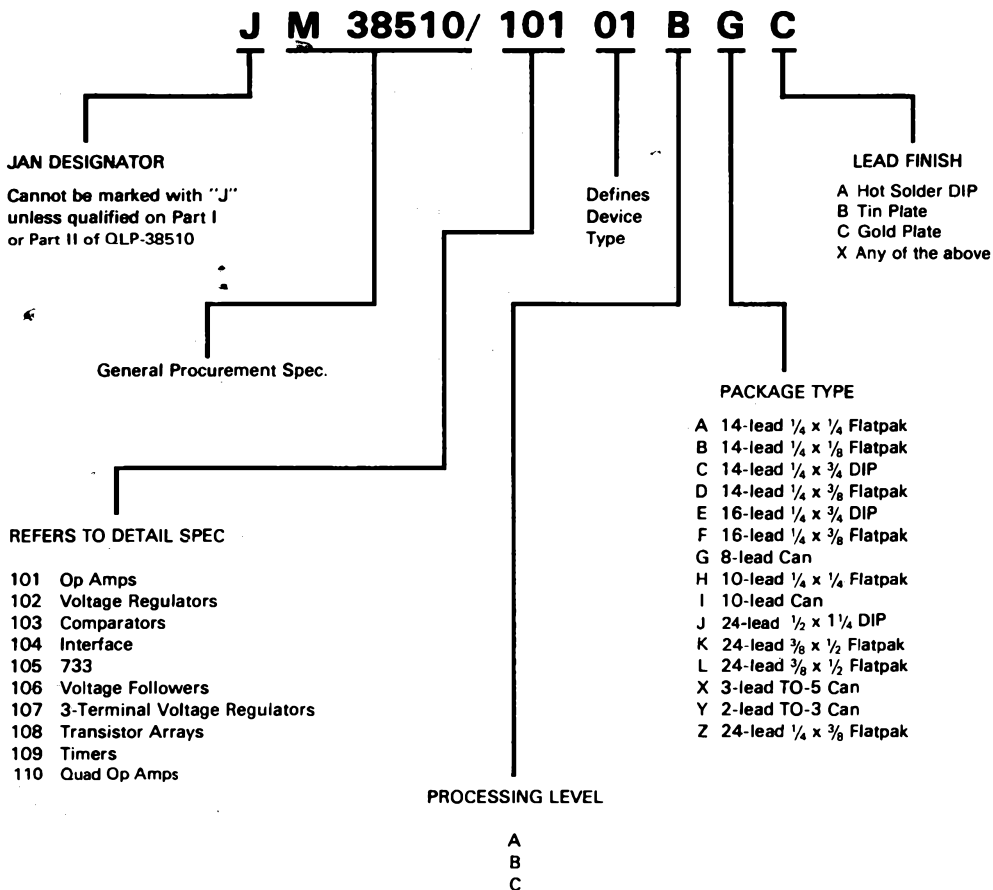 J M 38510/ 101 01 B G C
JAN DESIGNATOR
Cannot be marked with "J"
unless qualified on Part I
or Part II of QLP-38510
General Procurement Spec.
REFERS TO DETAIL SPEC
101 Op Amps
102 Voltage Regulators
103 Comparators
104 Interface
105 733
106 Voltage Followers
107 3-Terminal Voltage Regulators
108 Transistor Arrays
109 Timers
110 Quad Op Amps
Defines
Device
Type
PROCESSING LEVEL
A
B
C
LEAD FINISH
A Hot Solder DIP
B Tin Plate
C Gold Plate
X Any of the above
PACKAGE TYPE
A 14-lead ¼ x ¼ Flatpak
B 14-lead ¼ x ⅛ Flatpak
C 14-lead ¼ x ¾ DIP
D 14-lead ¼ x ⅜ Flatpak
E 16-lead ¼ x ¾ DIP
F 16-lead ¼ x ⅜ Flatpak
G 8-lead Can
H 10-lead ¼ x ¼ Flatpak
I 10-lead Can
J 24-lead ½ x 1¼ DIP
K 24-lead ⅜ x ½ Flatpak
L 24-lead ⅜ x ½ Flatpak
X 3-lead TO-5 Can
Y 2-lead TO-3 Can
Z 24-lead ¼ x ⅜ Flatpak